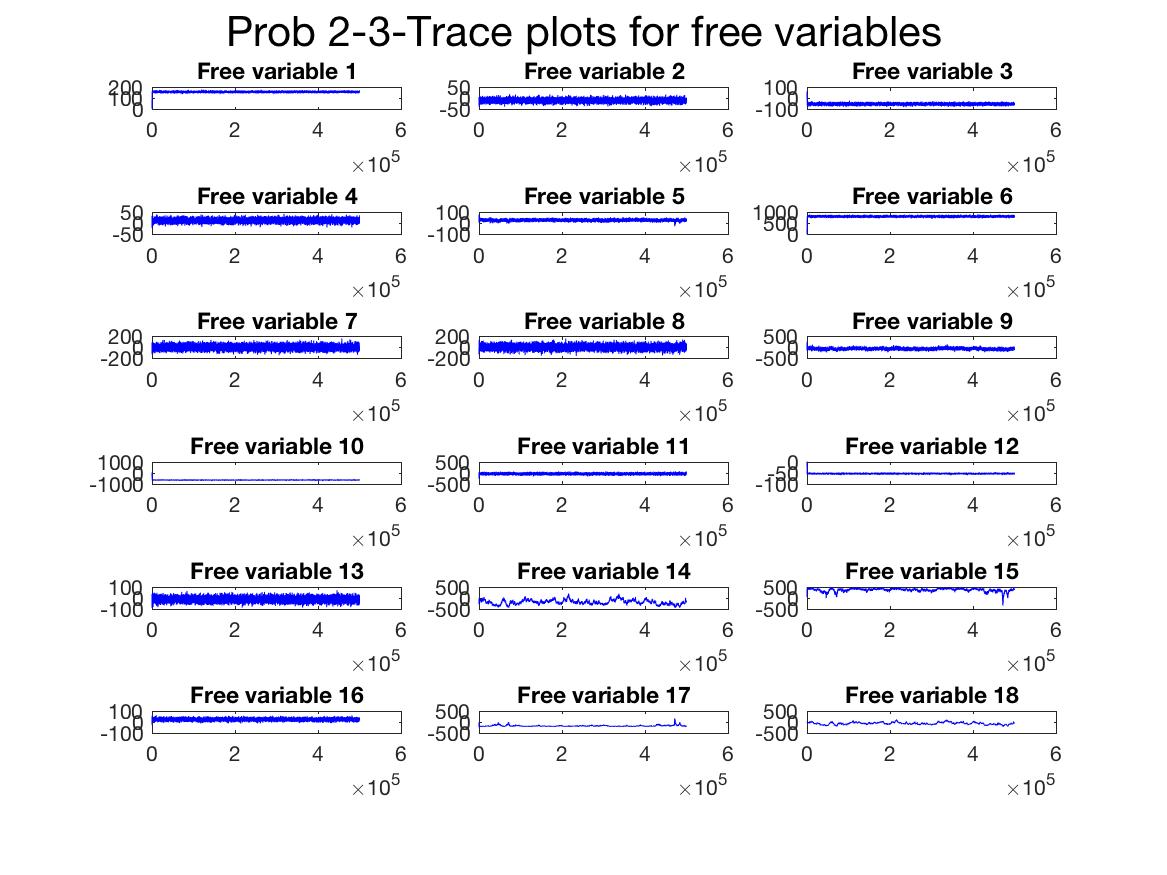 Prob 2-3-Trace plots for free variables
Free variable 1 Free variable 2 Free variable 3
200 100 0 50 0 -50 100 0 -100
0 2 4 6 0 2 4 6 0 2 4 6
×10^5 ×10^5 ×10^5
Free variable 4 Free variable 5 Free variable 6
50 0 -50 100 0 -100 1000 500 0
0 2 4 6 0 2 4 6 0 2 4 6
×10^5 ×10^5 ×10^5
Free variable 7 Free variable 8 Free variable 9
200 0 -200 200 0 -200 500 0 -500
0 2 4 6 0 2 4 6 0 2 4 6
×10^5 ×10^5 ×10^5
Free variable 10 Free variable 11 Free variable 12
1000 0 -1000 500 0 -500 0 -50 -100
0 2 4 6 0 2 4 6 0 2 4 6
×10^5 ×10^5 ×10^5
Free variable 13 Free variable 14 Free variable 15
100 0 -100 500 0 -500 500 0 -500
0 2 4 6 0 2 4 6 0 2 4 6
×10^5 ×10^5 ×10^5
Free variable 16 Free variable 17 Free variable 18
100 0 -100 500 0 -500 500 0 -500
0 2 4 6 0 2 4 6 0 2 4 6
×10^5 ×10^5 ×10^5